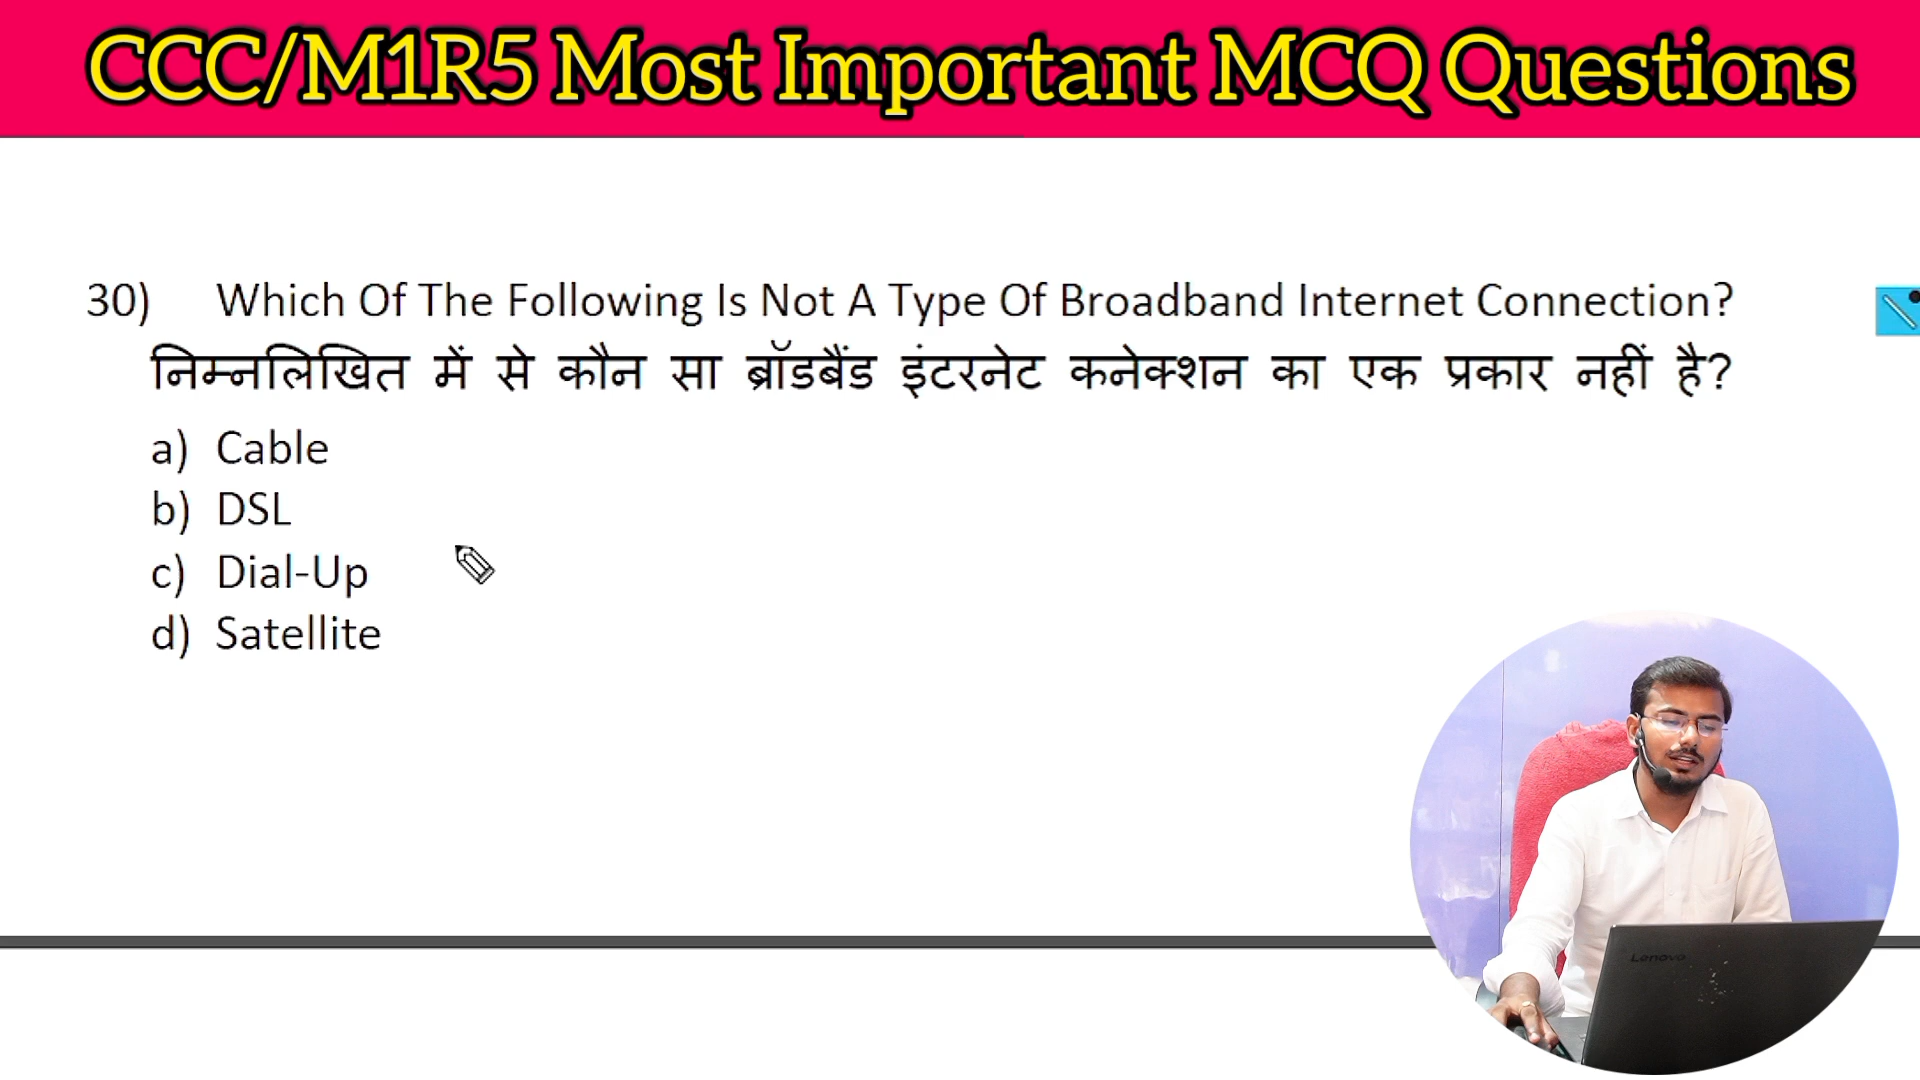 CCC/M1R5 Most Important MCQ Questions
30) Which Of The Following Is Not A Type Of Broadband Internet Connection?
निम्नलिखित में से कौन सा ब्रॉडबैंड इंटरनेट कनेक्शन का एक प्रकार नहीं है?
a) Cable
b) DSL
c) Dial-Up
d) Satellite
Lenovo